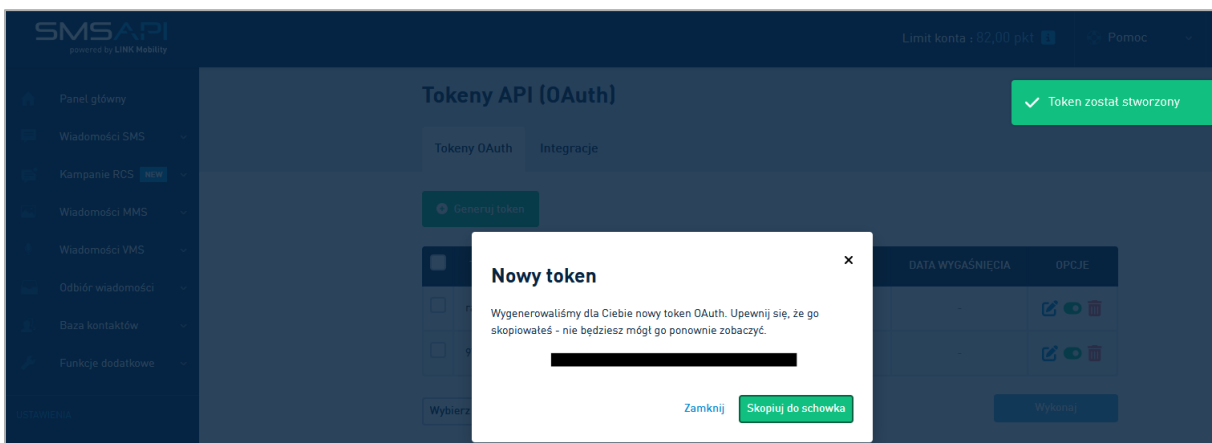 SMSAPI
powered by LINK Mobility
Limit konta : 82,00 pkt
Pomoc
Panel główny
Wiadomości SMS
Kampanie RCS NEW
Wiadomości MMS
Wiadomości VMS
Odbiór wiadomości
Baza kontaktów
Funkcje dodatkowe
USTAWIENIA
Tokeny API (OAuth)
Token został stworzony
Tokeny OAuth Integracje
Generuj token
DATA WYGAŚNIĘCIA OPCJE
Nowy token
Wygenerowaliśmy dla Ciebie nowy token OAuth. Upewnij się, że go
skopiowałeś - nie będziesz mógł go ponownie zobaczyć.
Zamknij Skopiuj do schowka
Wybierz
Wykonaj